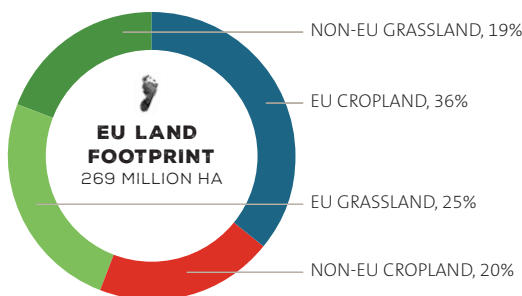 NON-EU GRASSLAND, 19%
EU CROPLAND, 36%
EU LAND
FOOTPRINT
269 MILLION HA
EU GRASSLAND, 25%
NON-EU CROPLAND, 20%